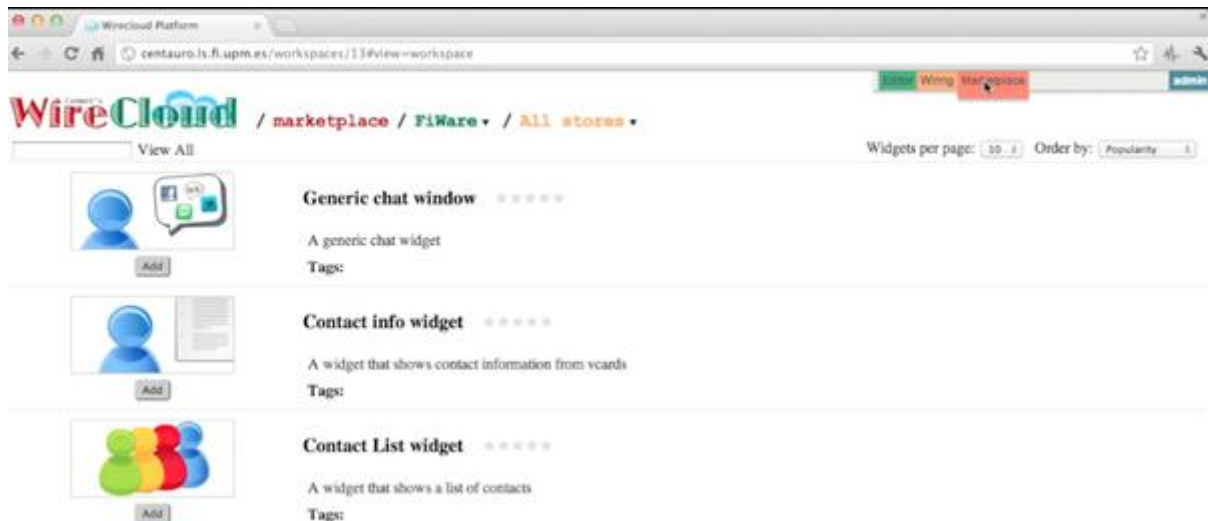 Wirecloud Platform
centauro.ls.fi.upm.es/workspaces/13#view=workspace
Editor Wiring Marketplace
admin
WireCloud / marketplace / FiWare / All stores
View All
Widgets per page: 10 Order by: Popularity
Generic chat window
A generic chat widget
Add
Tags:
Contact info widget
A widget that shows contact information from vcards
Add
Tags:
Contact List widget
A widget that shows a list of contacts
Add
Tags: